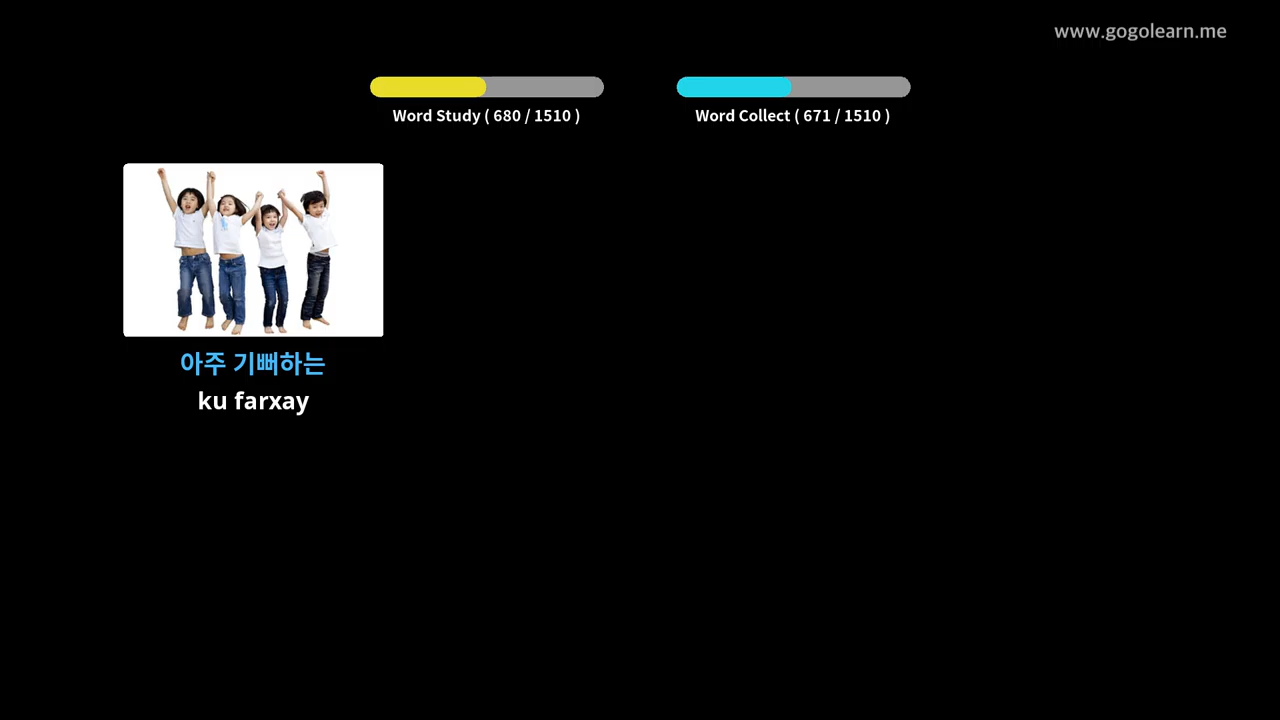 www.gogolearn.me
Word Study ( 680 / 1510 )
Word Collect ( 671 / 1510 )
아주 기뻐하는
ku farxay